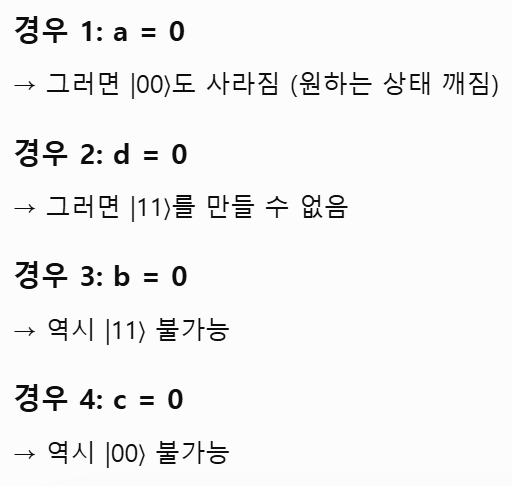 경우 1: a = 0
→ 그러면 |00⟩도 사라짐 (원하는 상태 깨짐)
경우 2: d = 0
→ 그러면 |11⟩를 만들 수 없음
경우 3: b = 0
→ 역시 |11⟩ 불가능
경우 4: c = 0
→ 역시 |00⟩ 불가능